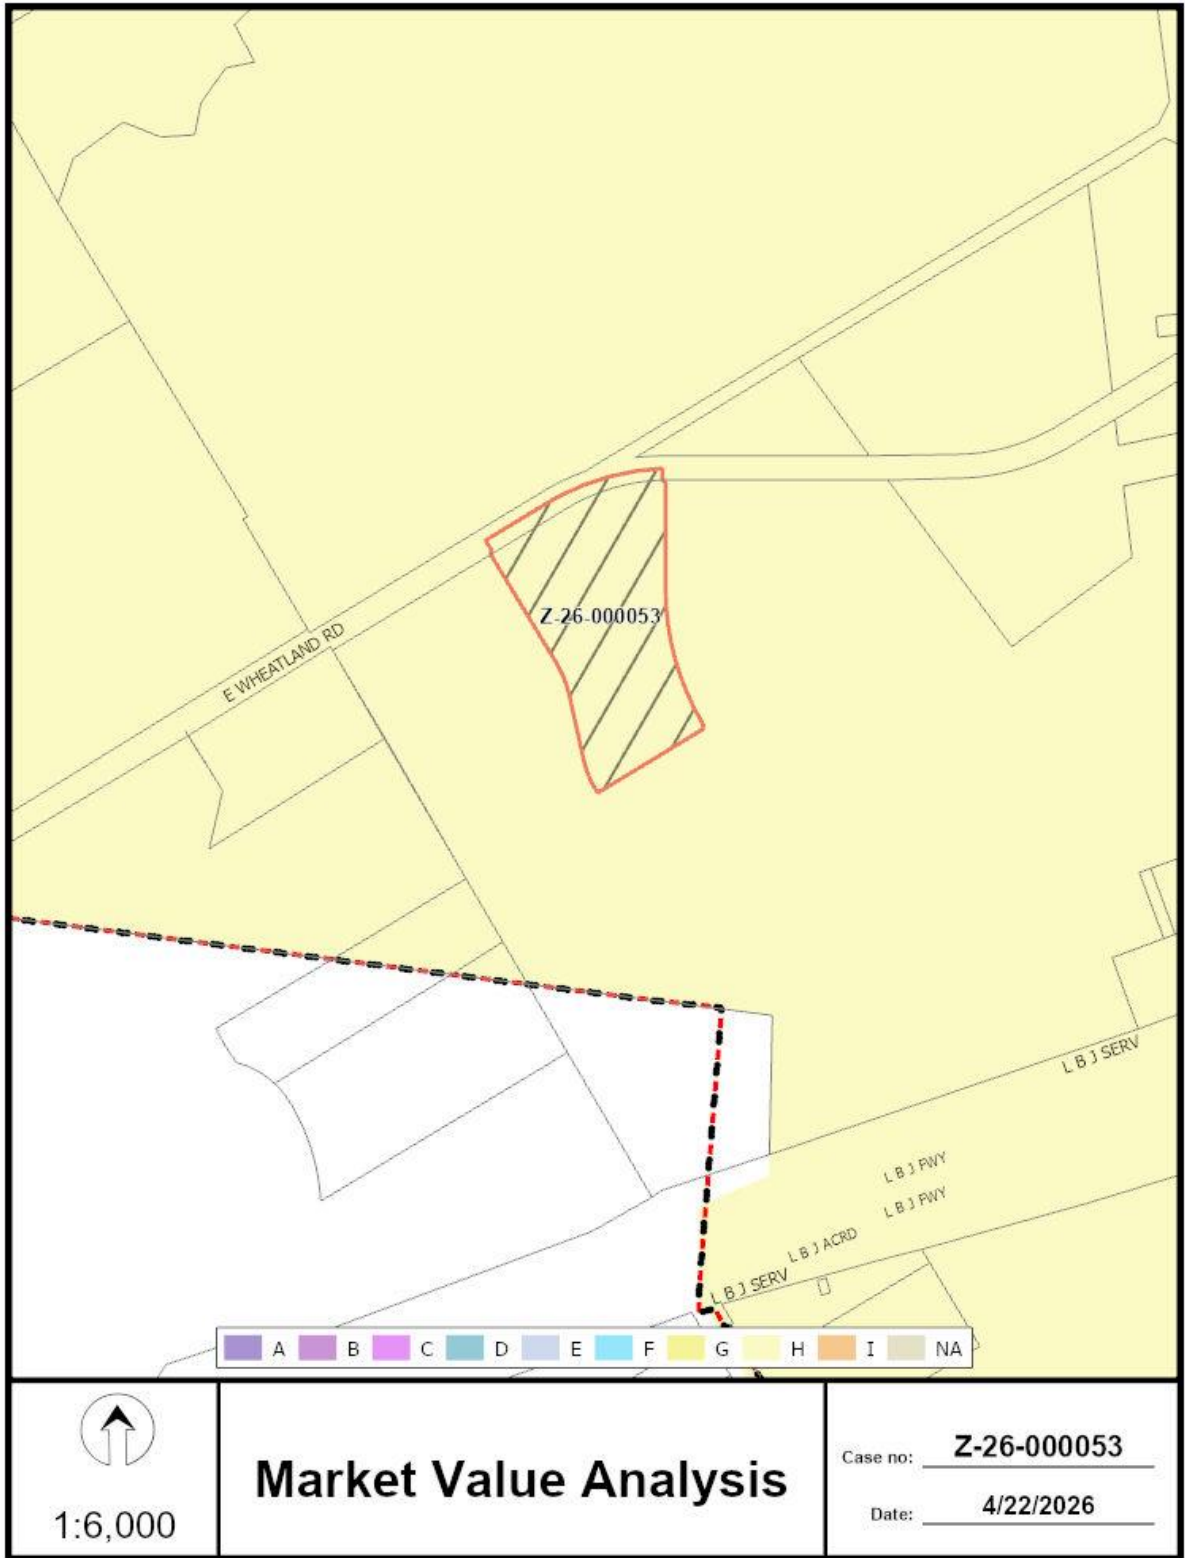 Z-26-000053
E WHEATLAND RD
L B J SERV
L B J FWY
L B J FWY
L B J ACRD
L B J SERV
A B C D E F G H I NA
1:6,000
Market Value Analysis
Case no: Z-26-000053
Date: 4/22/2026